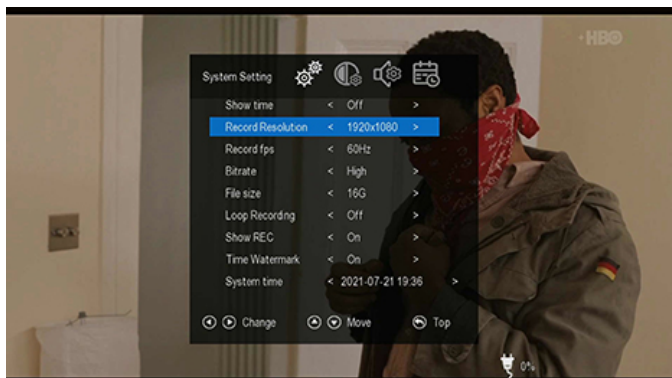 HBO
System Setting
Show time < Off >
Record Resolution < 1920x1080 >
Record fps < 60Hz >
Bitrate < High >
File size < 16G >
Loop Recording < Off >
Show REC < On >
Time Watermark < On >
System time < 2021-07-21 19:36 >
Change Move Top
0%